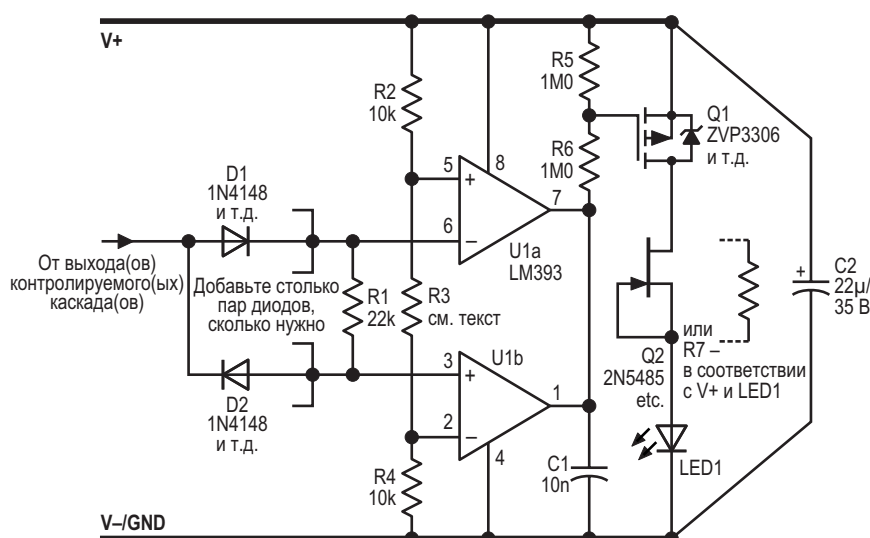 V+
R2
10k
R5
1M0
R6
1M0
Q1
ZVP3306
и т.д.
D1
1N4148
и т.д.
5
+
8
6
–
7
U1a
LM393
От выхода(ов)
контролируемого(ых)
каскада(ов)
Добавьте столько
пар диодов,
сколько нужно
R1
22k
R3
см. текст
+
C2
22µ/
35 В
или
R7 –
в соответствии
с V+ и LED1
Q2
2N5485
etc.
D2
1N4148
и т.д.
3
+
U1b
2
–
1
4
R4
10k
C1
10n
LED1
V–/GND